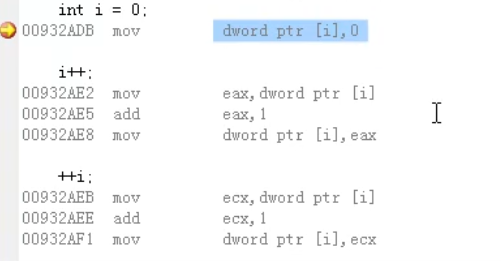 int i = 0;
00932ADB mov dword ptr [i],0
i++;
00932AE2 mov eax,dword ptr [i]
00932AE5 add eax,1
00932AE8 mov dword ptr [i],eax
++i;
00932AEB mov ecx,dword ptr [i]
00932AEE add ecx,1
00932AF1 mov dword ptr [i],ecx